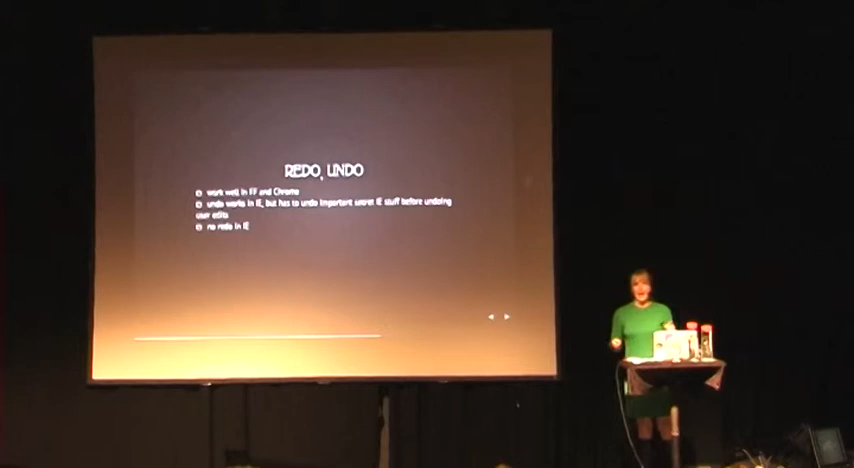 REDO, UNDO
work well in FF and Chrome
undo works in IE, but has to undo important secret IE stuff before undoing
user edits
no redo in IE